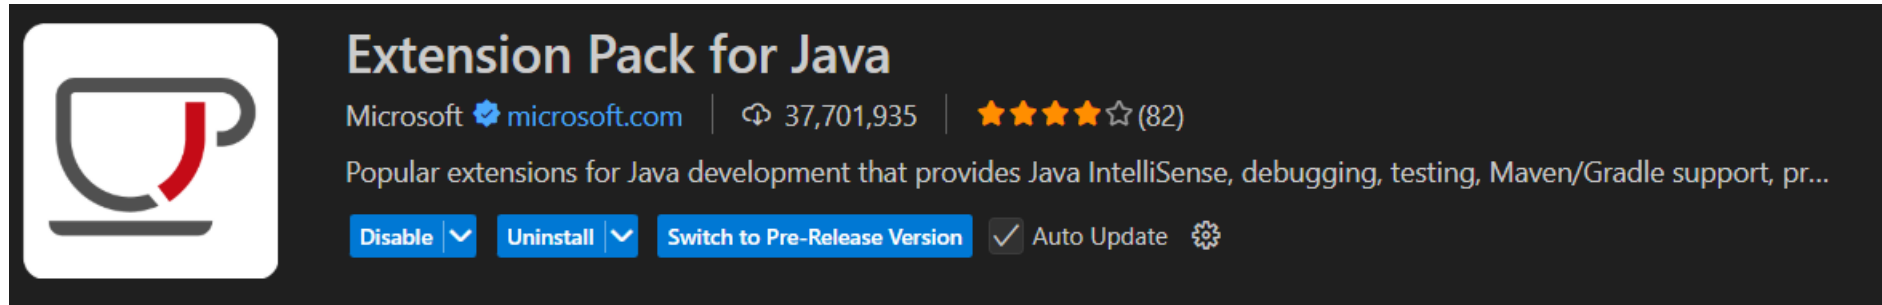 Extension Pack for Java
Microsoft microsoft.com 37,701,935 (82)
Popular extensions for Java development that provides Java IntelliSense, debugging, testing, Maven/Gradle support, pr...
Disable Uninstall Switch to Pre-Release Version Auto Update